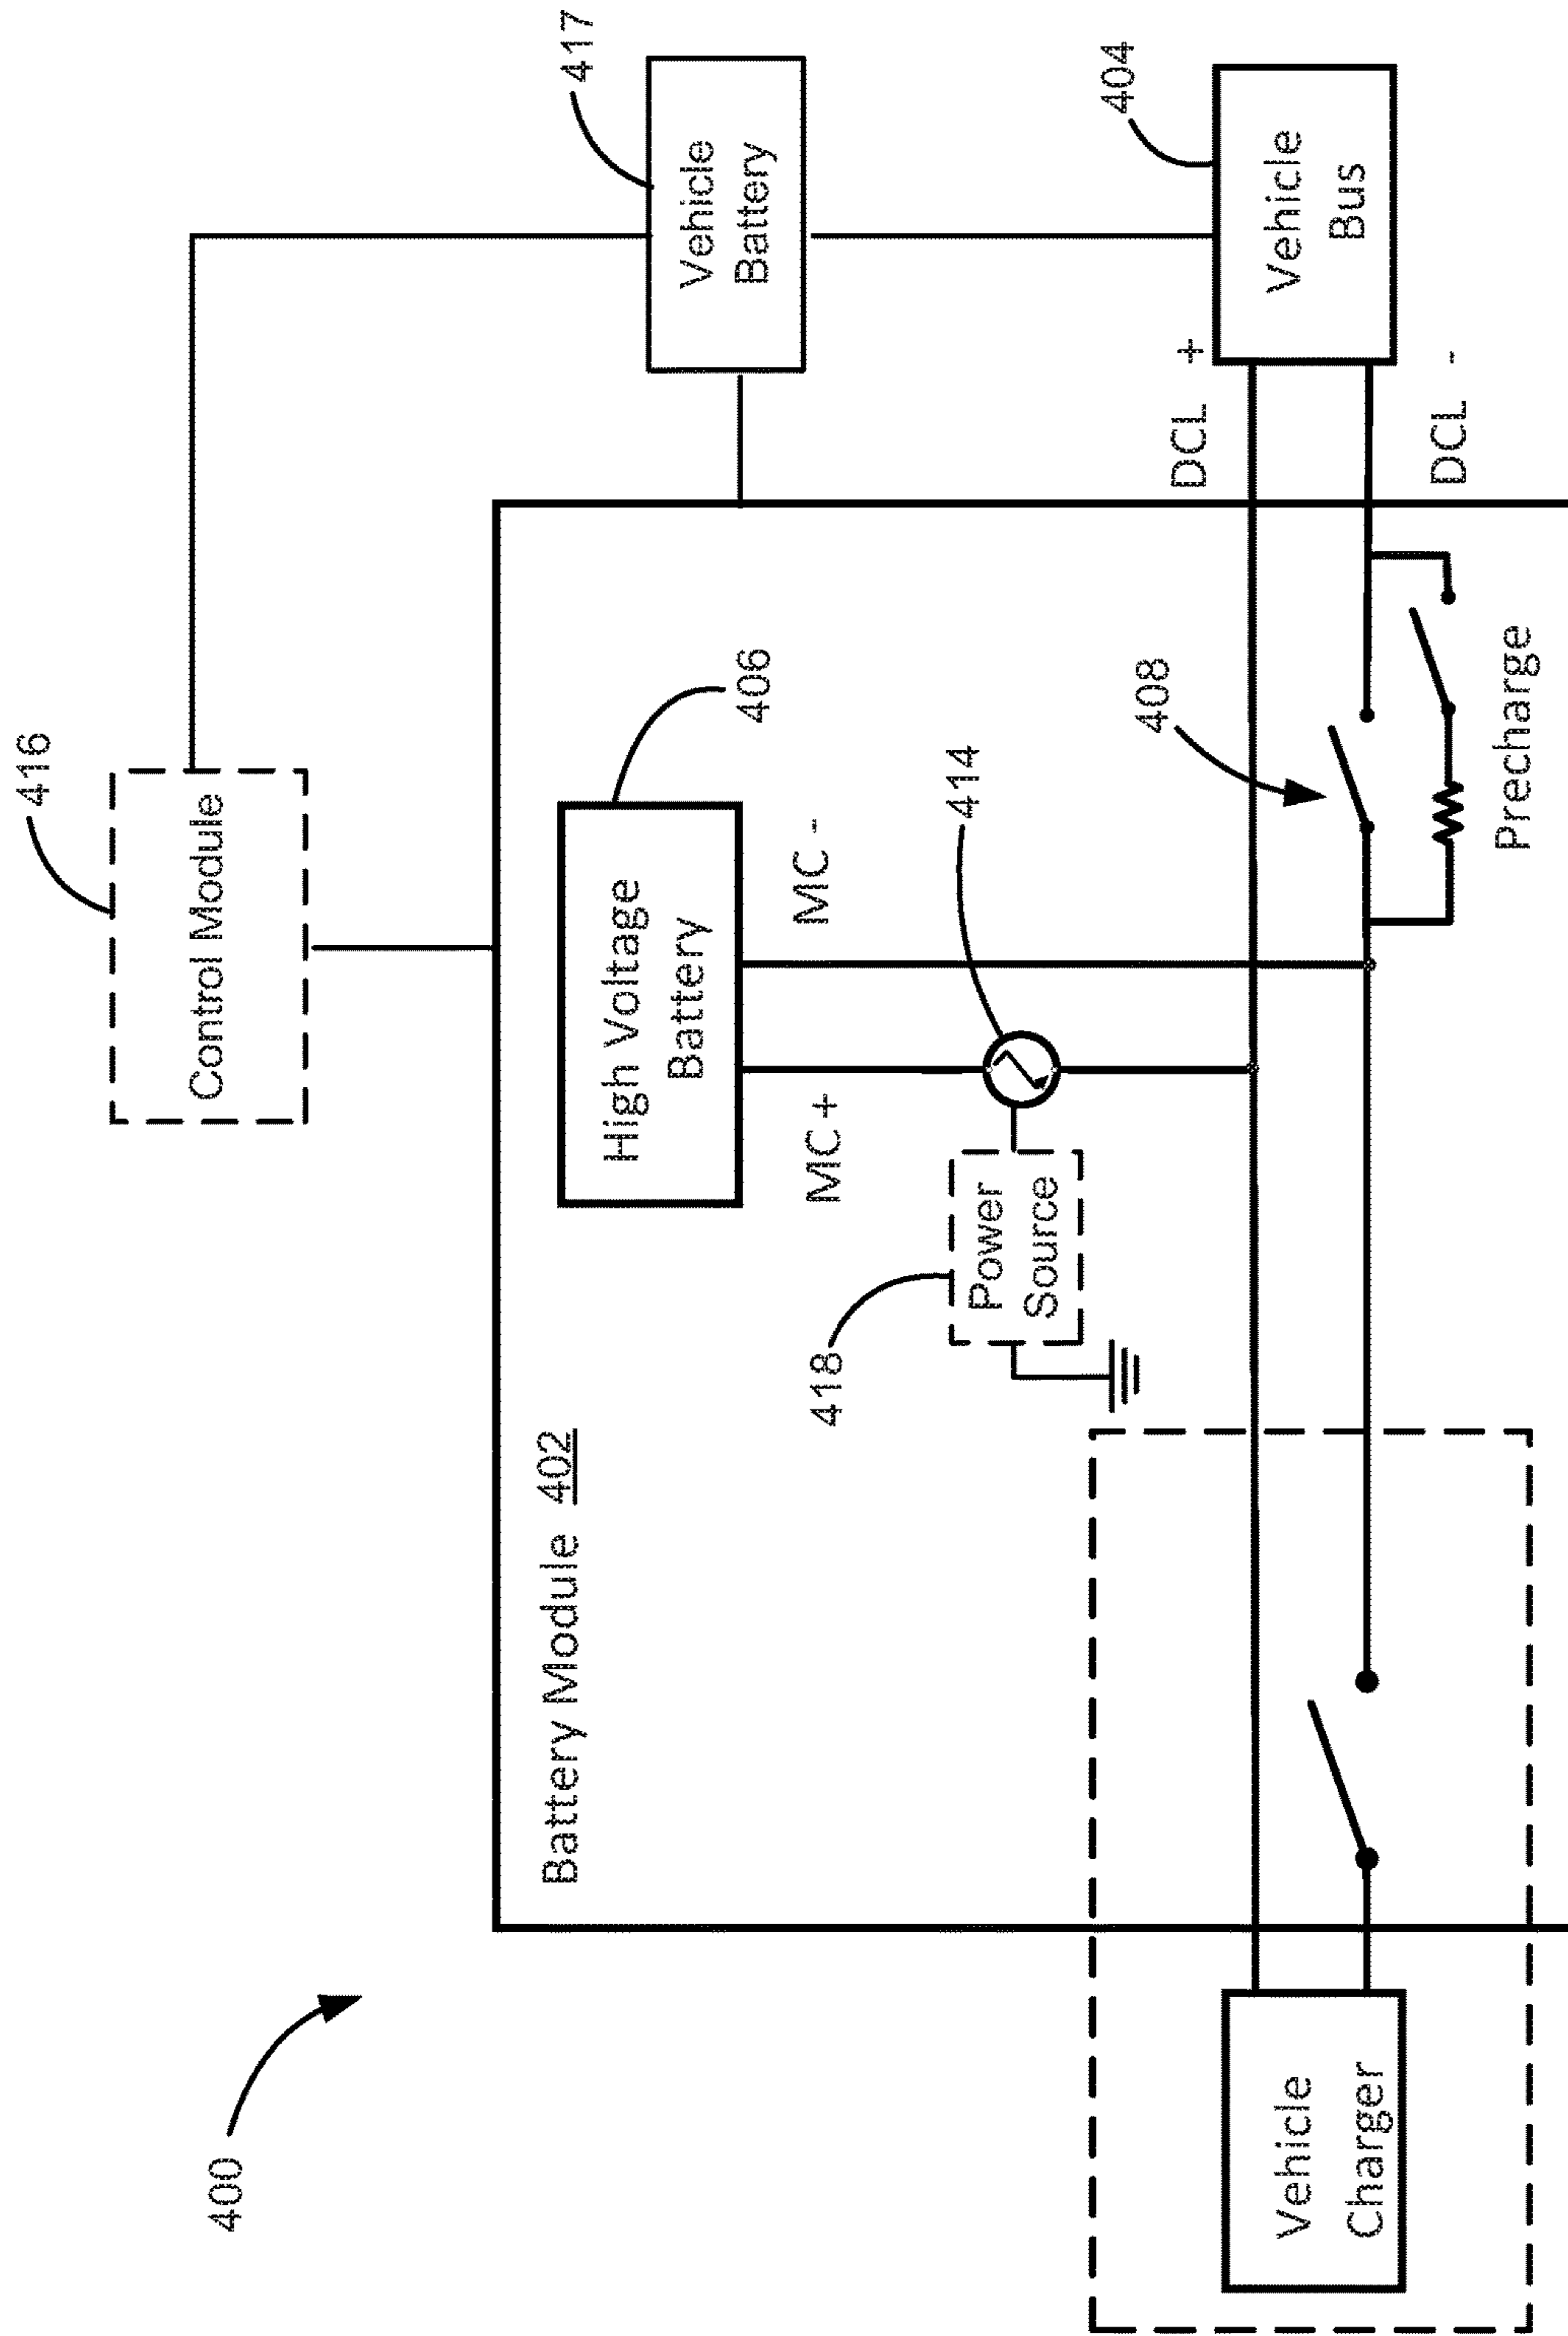 400
416
Control Module
417
Vehicle
Battery
Battery Module 402
High Voltage
Battery
406
MC +
MC -
418
Power
Source
414
404
Vehicle
Bus
DCL +
DCL -
408
Precharge
Vehicle
Charger